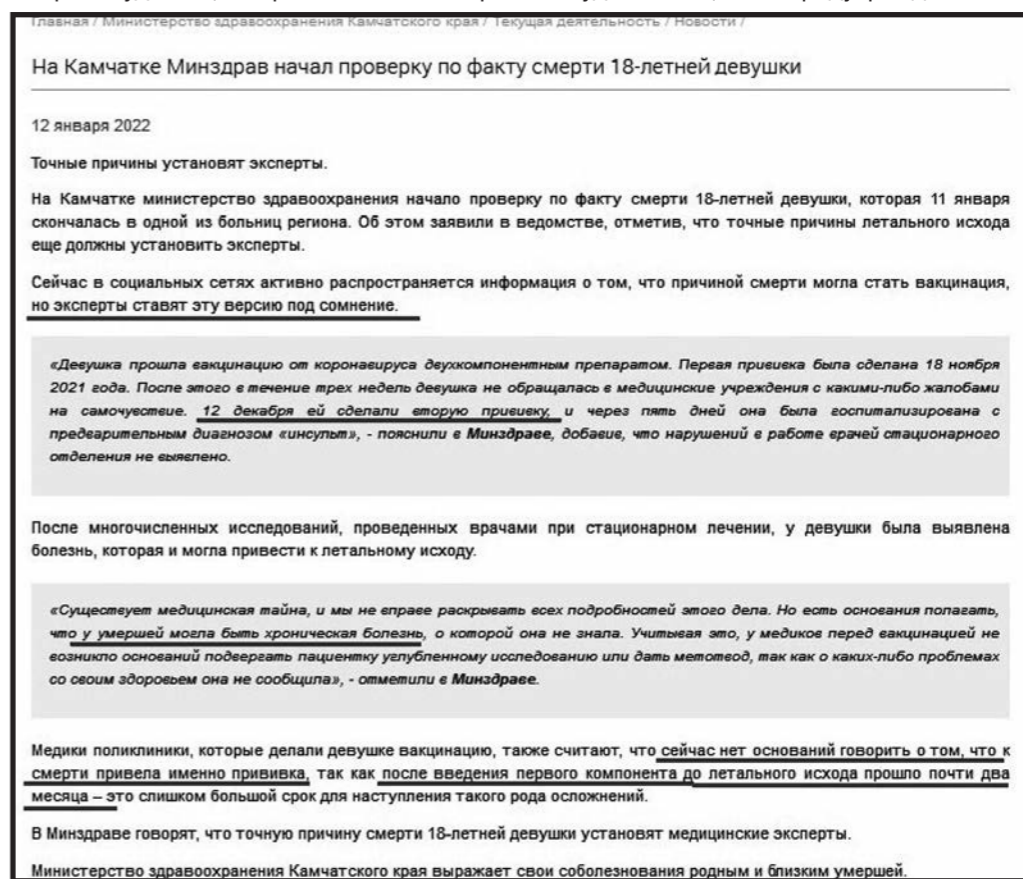 Главная / Министерство здравоохранения Камчатского края / Текущая деятельность / Новости /
На Камчатке Минздрав начал проверку по факту смерти 18-летней девушки
12 января 2022
Точные причины установят эксперты.
На Камчатке министерство здравоохранения начало проверку по факту смерти 18-летней девушки, которая 11 января
скончалась в одной из больниц региона. Об этом заявили в ведомстве, отметив, что точные причины летального исхода
еще должны установить эксперты.
Сейчас в социальных сетях активно распространяется информация о том, что причиной смерти могла стать вакцинация,
но эксперты ставят эту версию под сомнение.
«Девушка прошла вакцинацию от коронавируса двухкомпонентным препаратом. Первая прививка была сделана 18 ноября
2021 года. После этого в течение трех недель девушка не обращалась в медицинские учреждения с какими-либо жалобами
на самочувствие. 12 декабря ей сделали вторую прививку, и через пять дней она была госпитализирована с
предварительным диагнозом «инсульт», - пояснили в Минздраве, добавив, что нарушений в работе врачей стационарного
отделения не выявлено.
После многочисленных исследований, проведенных врачами при стационарном лечении, у девушки была выявлена
болезнь, которая и могла привести к летальному исходу.
«Существует медицинская тайна, и мы не вправе раскрывать всех подробностей этого дела. Но есть основания полагать,
что у умершей могла быть хроническая болезнь, о которой она не знала. Учитывая это, у медиков перед вакцинацией не
возникло оснований подвергать пациентку углубленному исследованию или дать метотвод, так как о каких-либо проблемах
со своим здоровьем она не сообщила», - отметили в Минздраве.
Медики поликлиники, которые делали девушке вакцинацию, также считают, что сейчас нет оснований говорить о том, что к
смерти привела именно прививка, так как после введения первого компонента до летального исхода прошло почти два
месяца – это слишком большой срок для наступления такого рода осложнений.
В Минздраве говорят, что точную причину смерти 18-летней девушки установят медицинские эксперты.
Министерство здравоохранения Камчатского края выражает свои соболезнования родным и близким умершей.